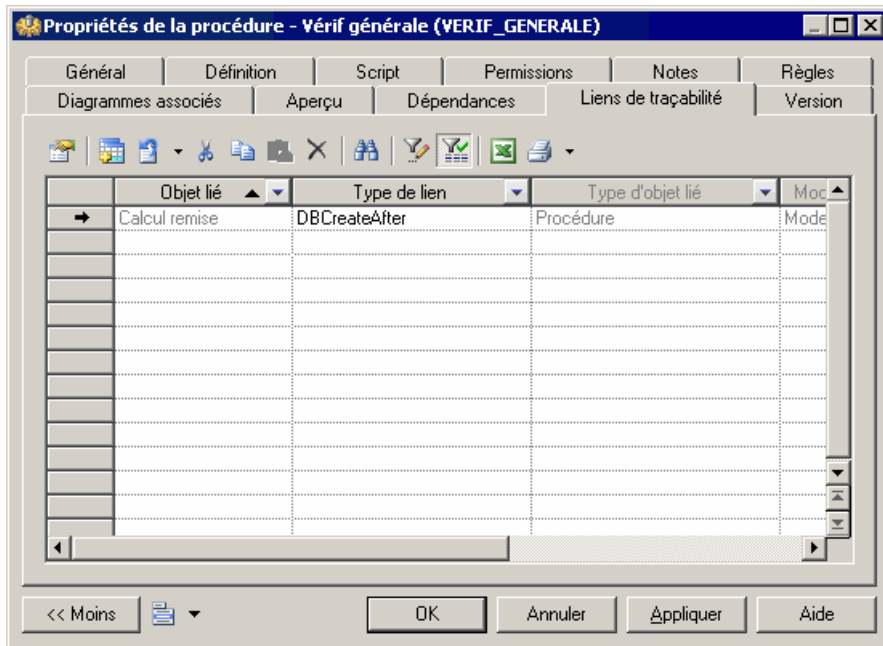 Propriétés de la procédure - Vérif générale (VERIF_GENERALE)
Général Définition Script Permissions Notes Règles
Diagrammes associés Aperçu Dépendances Liens de traçabilité Version
Objet lié Type de lien Type d'objet lié Moc
Calcul remise DBCreateAfter Procédure Mode
<< Moins OK Annuler Appliquer Aide